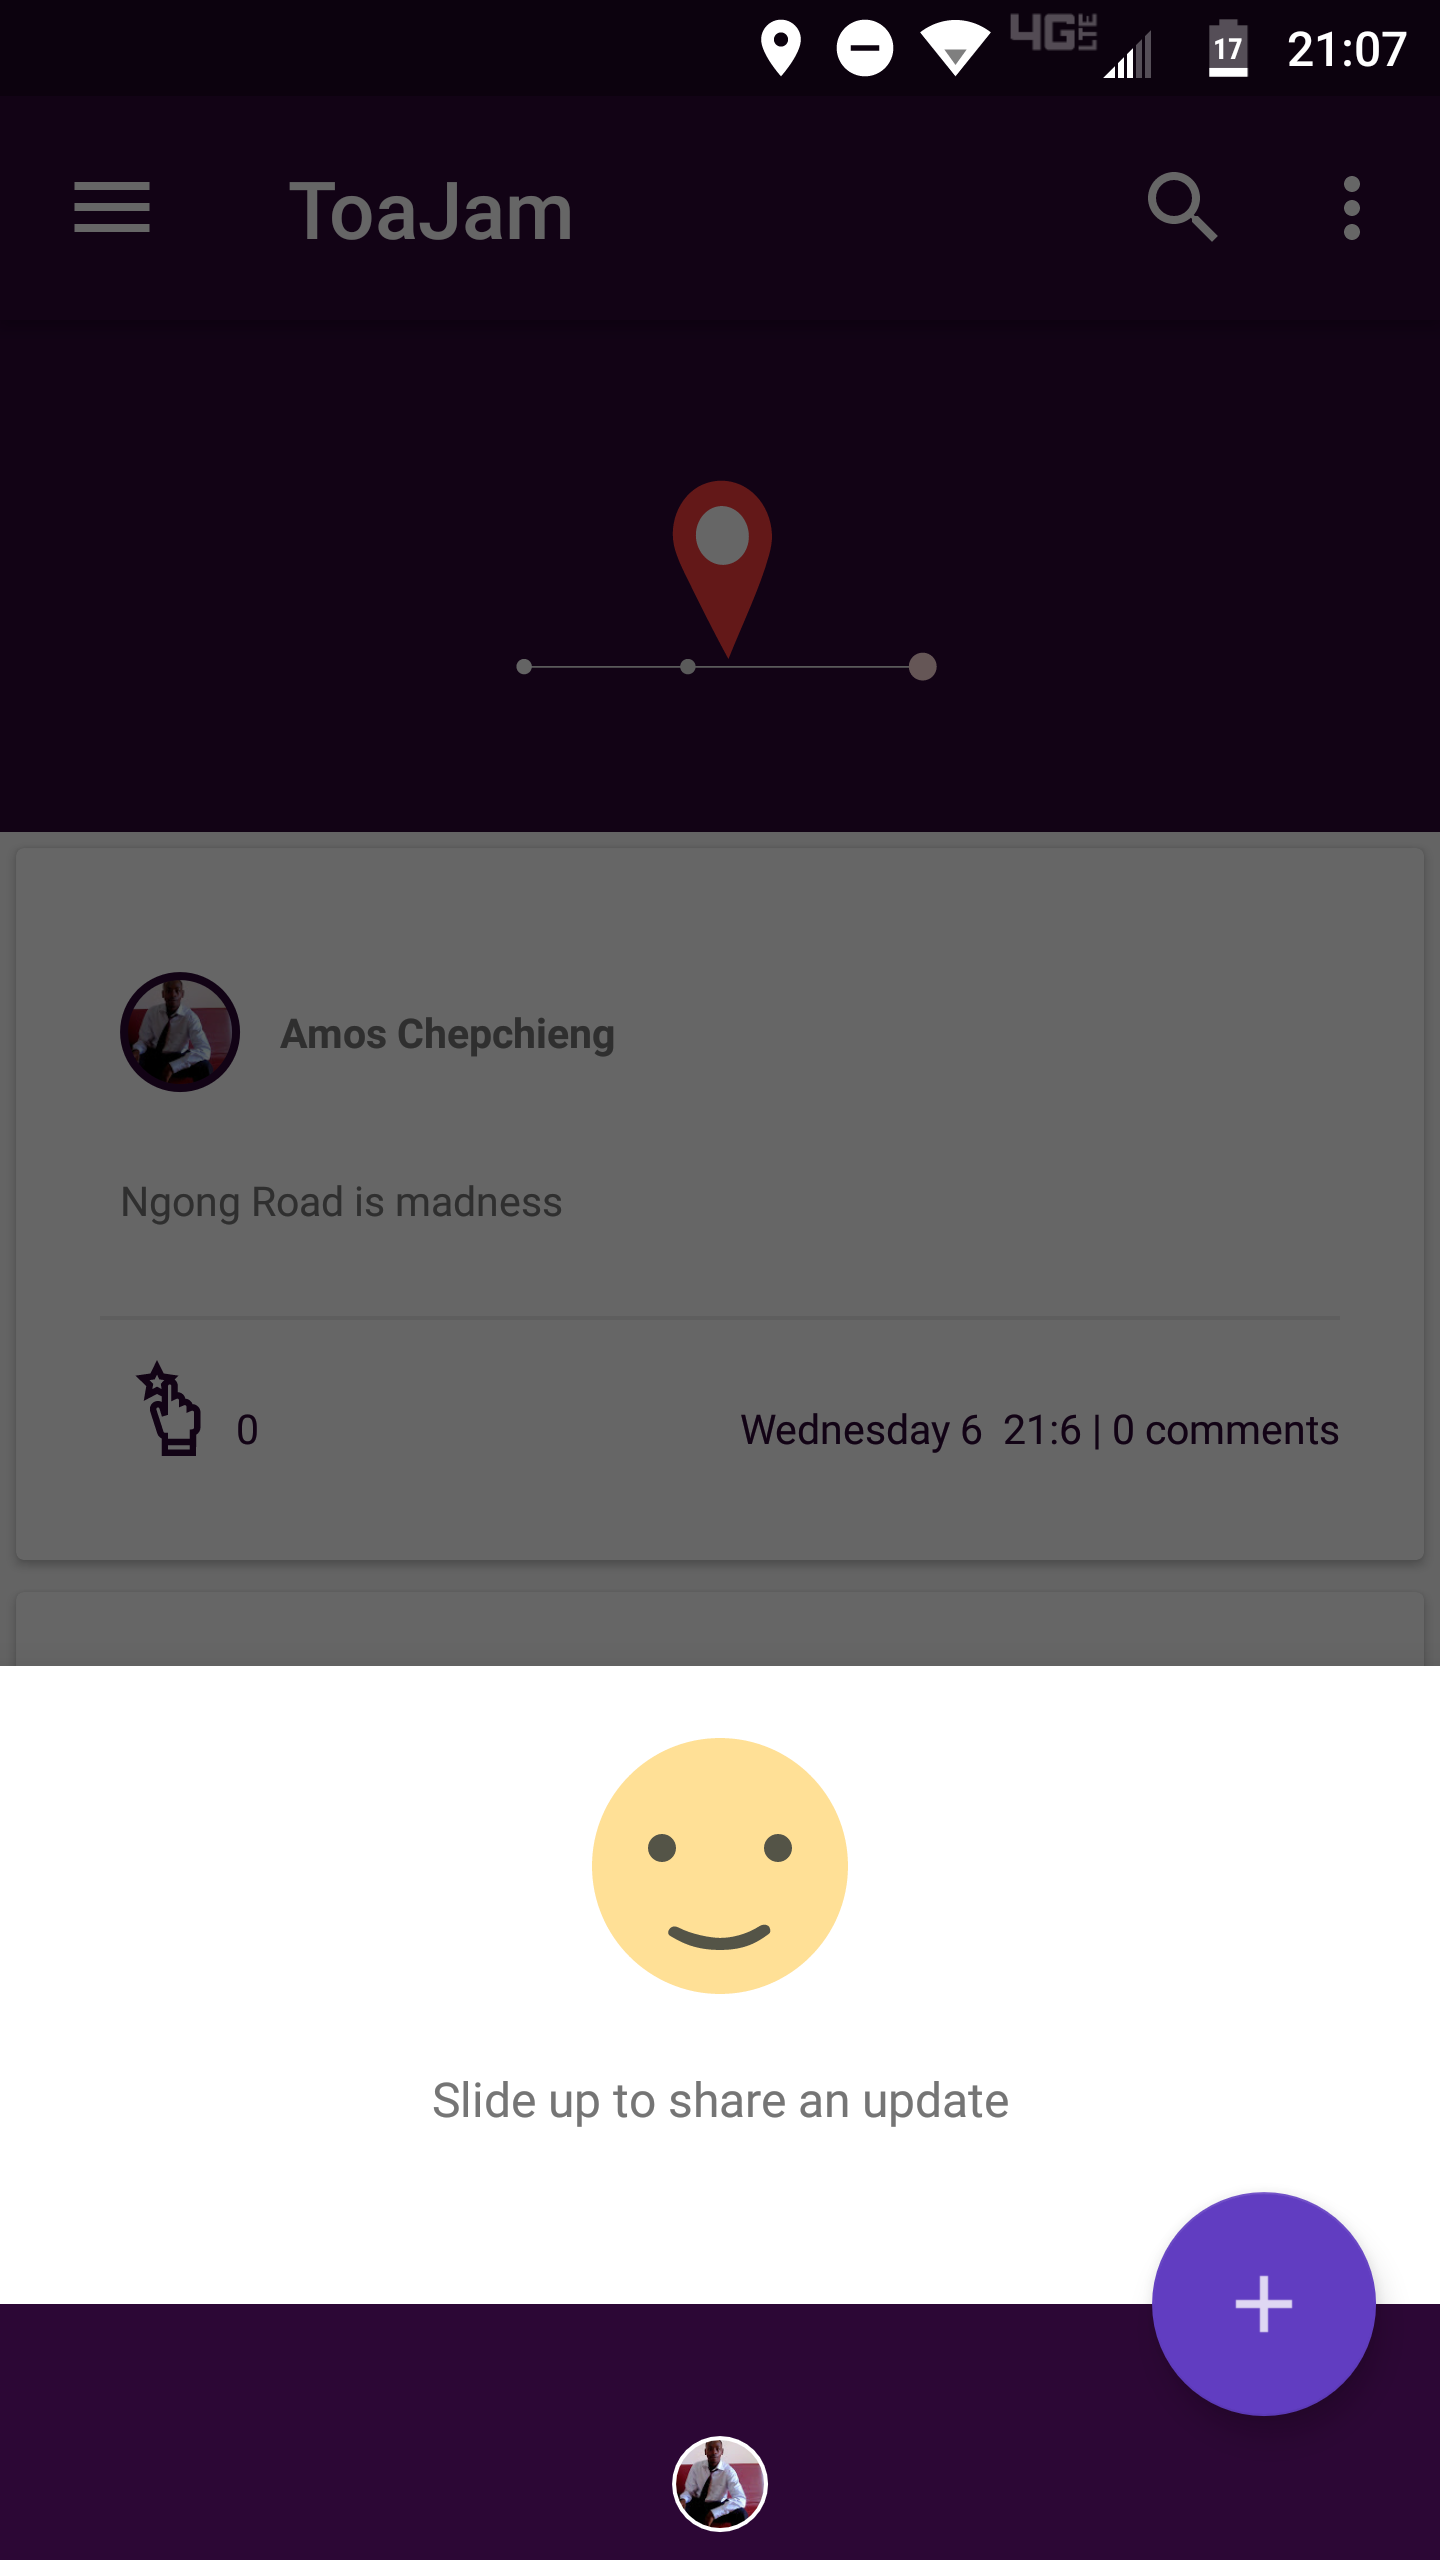 4G LTE 17 21:07
ToaJam
Amos Chepchieng
Ngong Road is madness
0 Wednesday 6 21:6 | 0 comments
Slide up to share an update